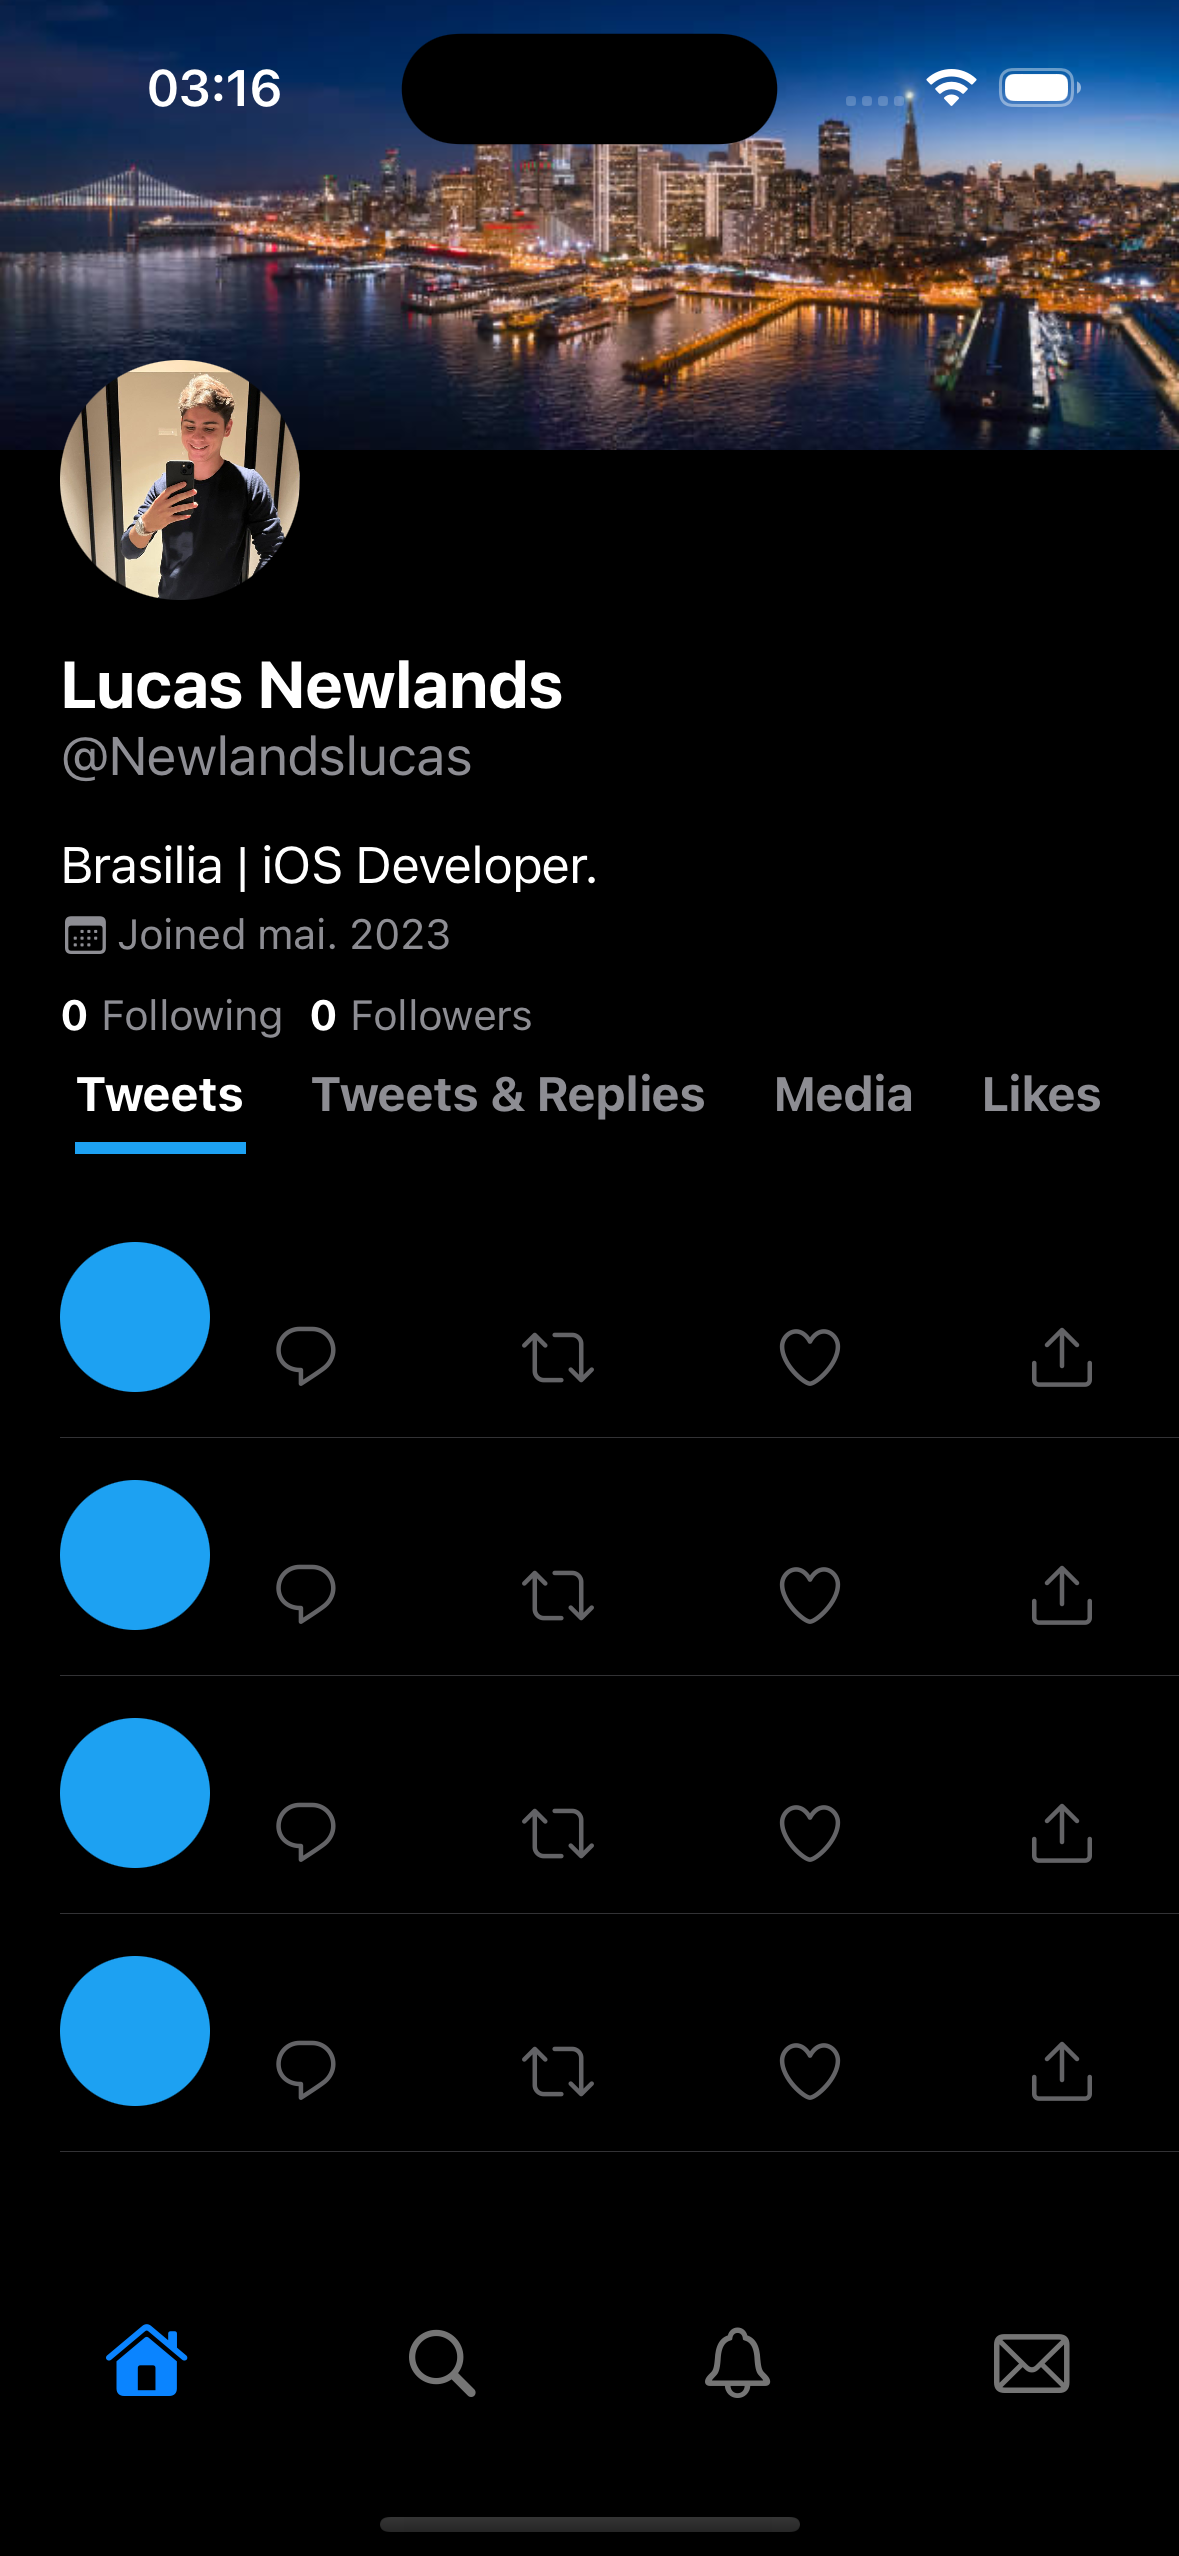 03:16
Lucas Newlands
@Newlandslucas
Brasilia | iOS Developer.
Joined mai. 2023
0 Following 0 Followers
Tweets Tweets & Replies Media Likes